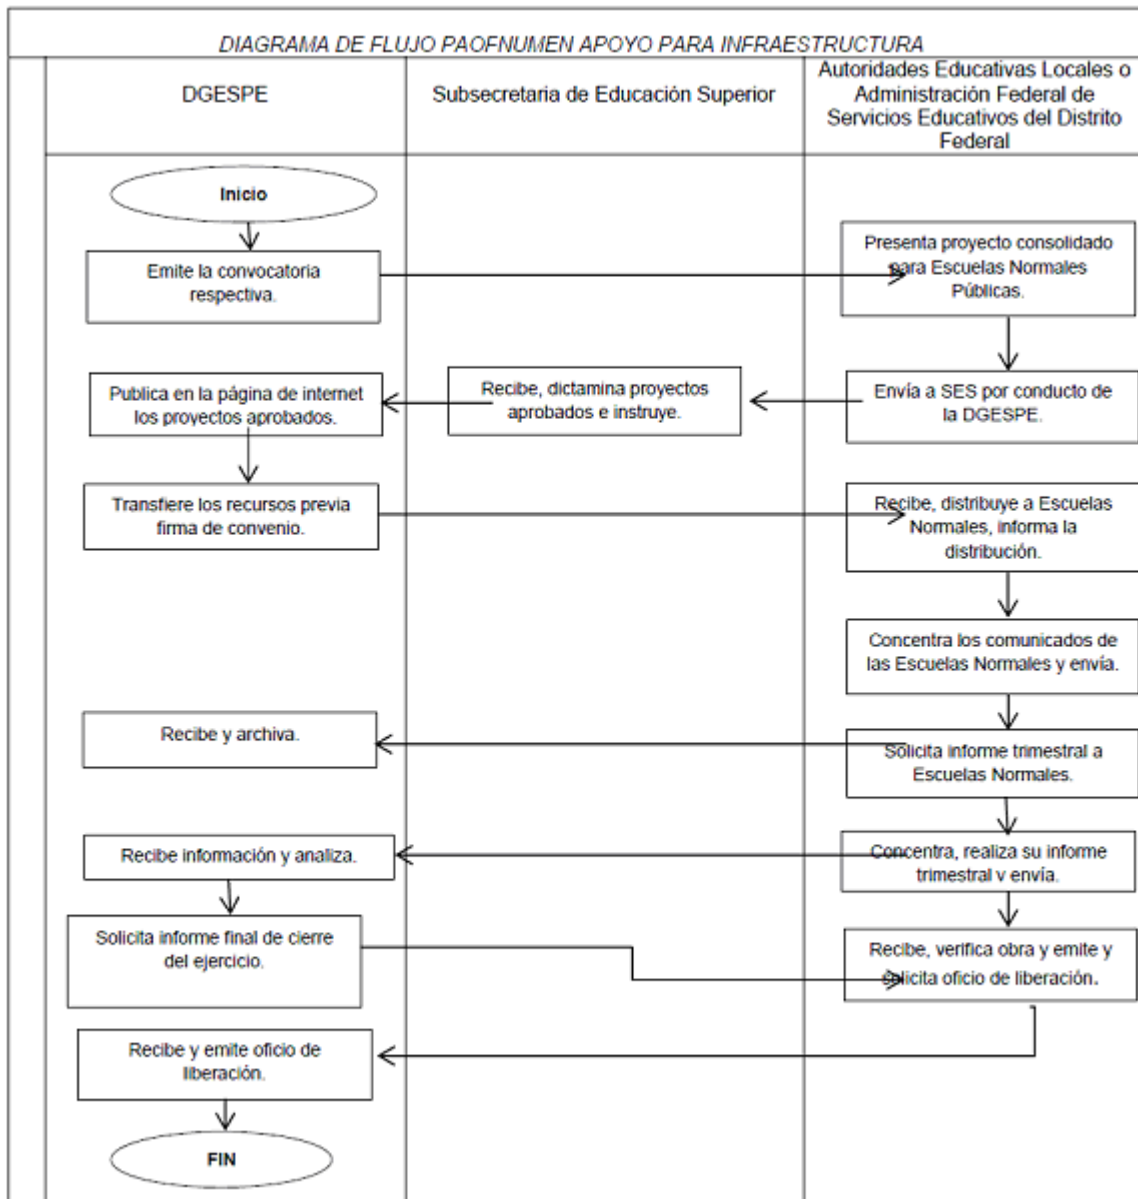 DIAGRAMA DE FLUJO PAOFNUMEN APOYO PARA INFRAESTRUCTURA
DGESPE
Subsecretaria de Educación Superior
Autoridades Educativas Locales o
Administración Federal de
Servicios Educativos del Distrito
Federal
Inicio
Emite la convocatoria
respectiva.
Presenta proyecto consolidado
para Escuelas Normales
Públicas.
Publica en la página de internet
los proyectos aprobados.
Recibe, dictamina proyectos
aprobados e instruye.
Envía a SES por conducto de
la DGESPE.
Transfiere los recursos previa
firma de convenio.
Recibe, distribuye a Escuelas
Normales, informa la
distribución.
Concentra los comunicados de
las Escuelas Normales y envía.
Recibe y archiva.
Solicita informe trimestral a
Escuelas Normales.
Recibe información y analiza.
Concentra, realiza su informe
trimestral y envía.
Solicita informe final de cierre
del ejercicio.
Recibe, verifica obra y emite y
solicita oficio de liberación.
Recibe y emite oficio de
liberación.
FIN